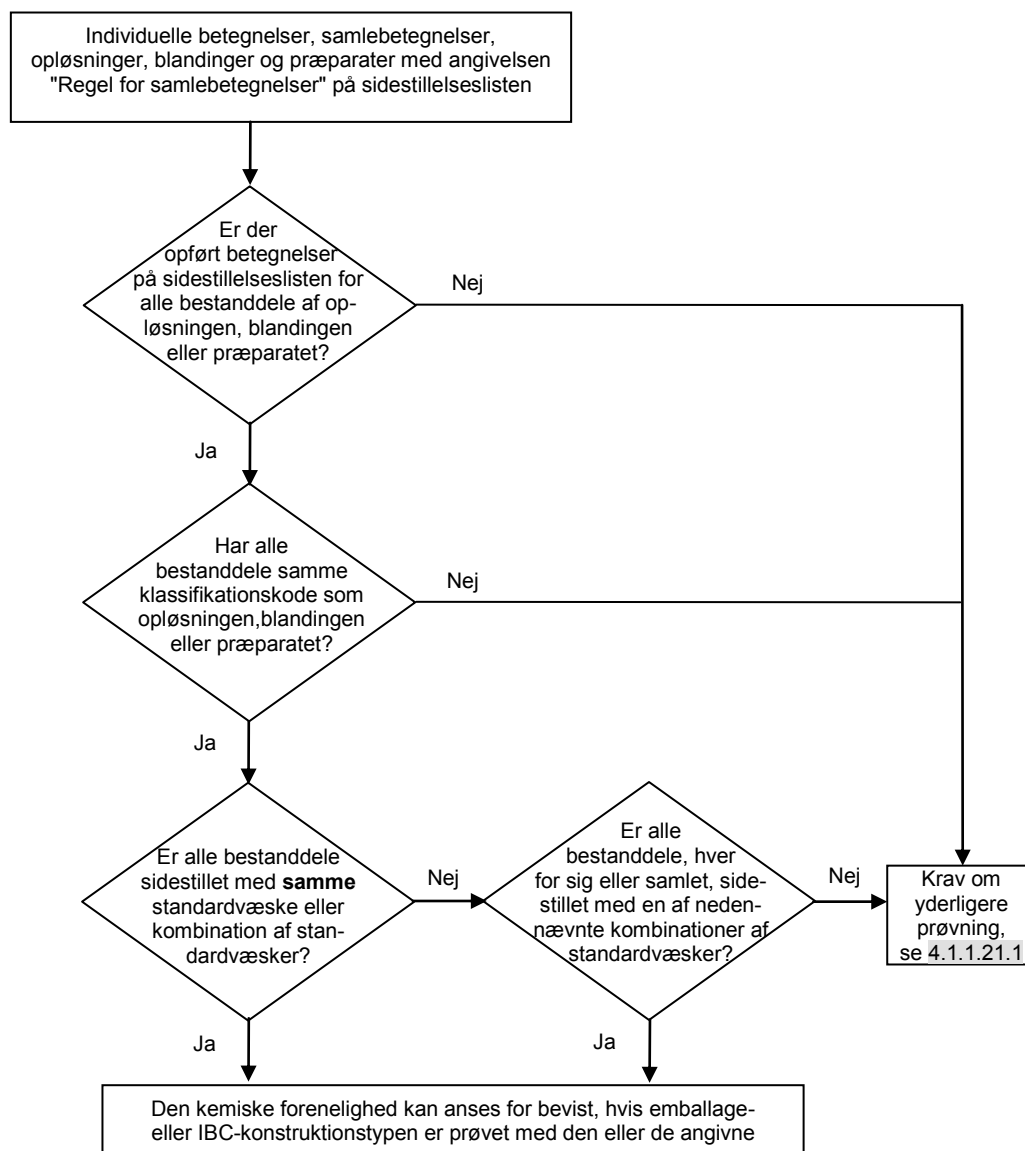 Individuelle betegnelser, samlebetegnelser,
opløsninger, blandinger og præparater med angivelsen
"Regel for samlebetegnelser" på sidestillelseslisten
Er der
opført betegnelser
på sidestillelseslisten for
alle bestanddele af op-
løsningen, blandingen
eller præparatet?
Nej
Ja
Har alle
bestanddele samme
klassifikationskode som
opløsningen,blandingen
eller præparatet?
Nej
Ja
Er alle bestanddele
sidestillet med samme
standardvæske eller
kombination af stan-
dardvæsker?
Nej
Er alle
bestanddele, hver
for sig eller samlet, side-
stillet med en af neden-
nævnte kombinationer af
standardvæsker?
Nej
Krav om
yderligere
prøvning,
se 4.1.1.21.1
Ja
Ja
Den kemiske forenelighed kan anses for bevist, hvis emballage-
eller IBC-konstruktionstypen er prøvet med den eller de angivne